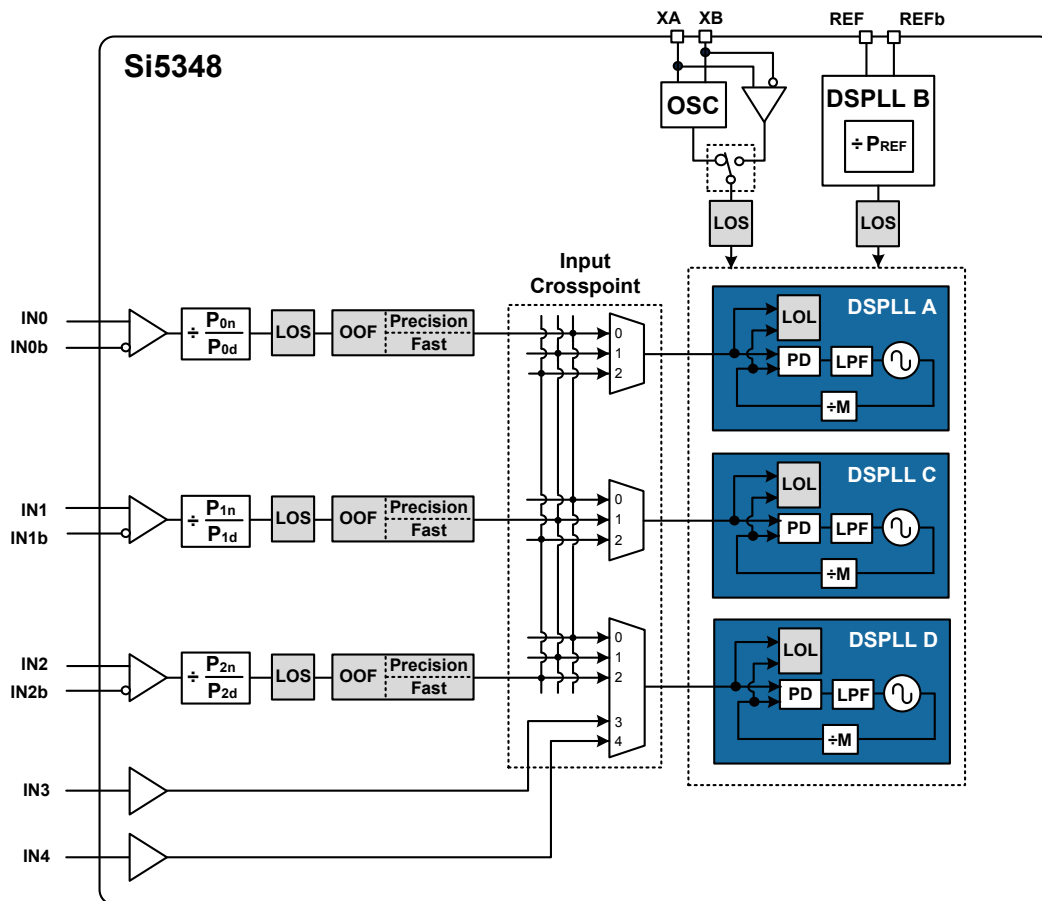 XA XB REF REFb
Si5348
OSC
DSPLL B
÷ PREF
LOS
LOS
Input
Crosspoint
IN0
IN0b
÷ P0n
P0d
LOS
OOF
Precision
Fast
0
1
2
DSPLL A
LOL
PD
LPF
÷M
IN1
IN1b
÷ P1n
P1d
LOS
OOF
Precision
Fast
0
1
2
DSPLL C
LOL
PD
LPF
÷M
IN2
IN2b
÷ P2n
P2d
LOS
OOF
Precision
Fast
0
1
2
3
4
DSPLL D
LOL
PD
LPF
÷M
IN3
IN4